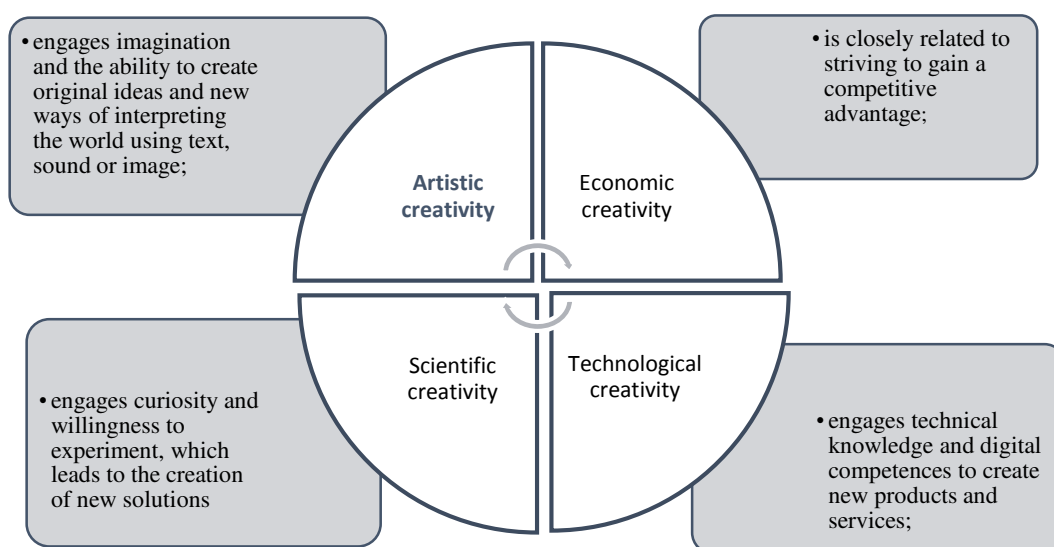 • engages imagination
and the ability to create
original ideas and new
ways of interpreting
the world using text,
sound or image;
Artistic
creativity
Economic
creativity
• is closely related to
striving to gain a
competitive
advantage;
• engages curiosity and
willingness to
experiment, which
leads to the creation
of new solutions
Scientific
creativity
Technological
creativity
• engages technical
knowledge and digital
competences to create
new products and
services;